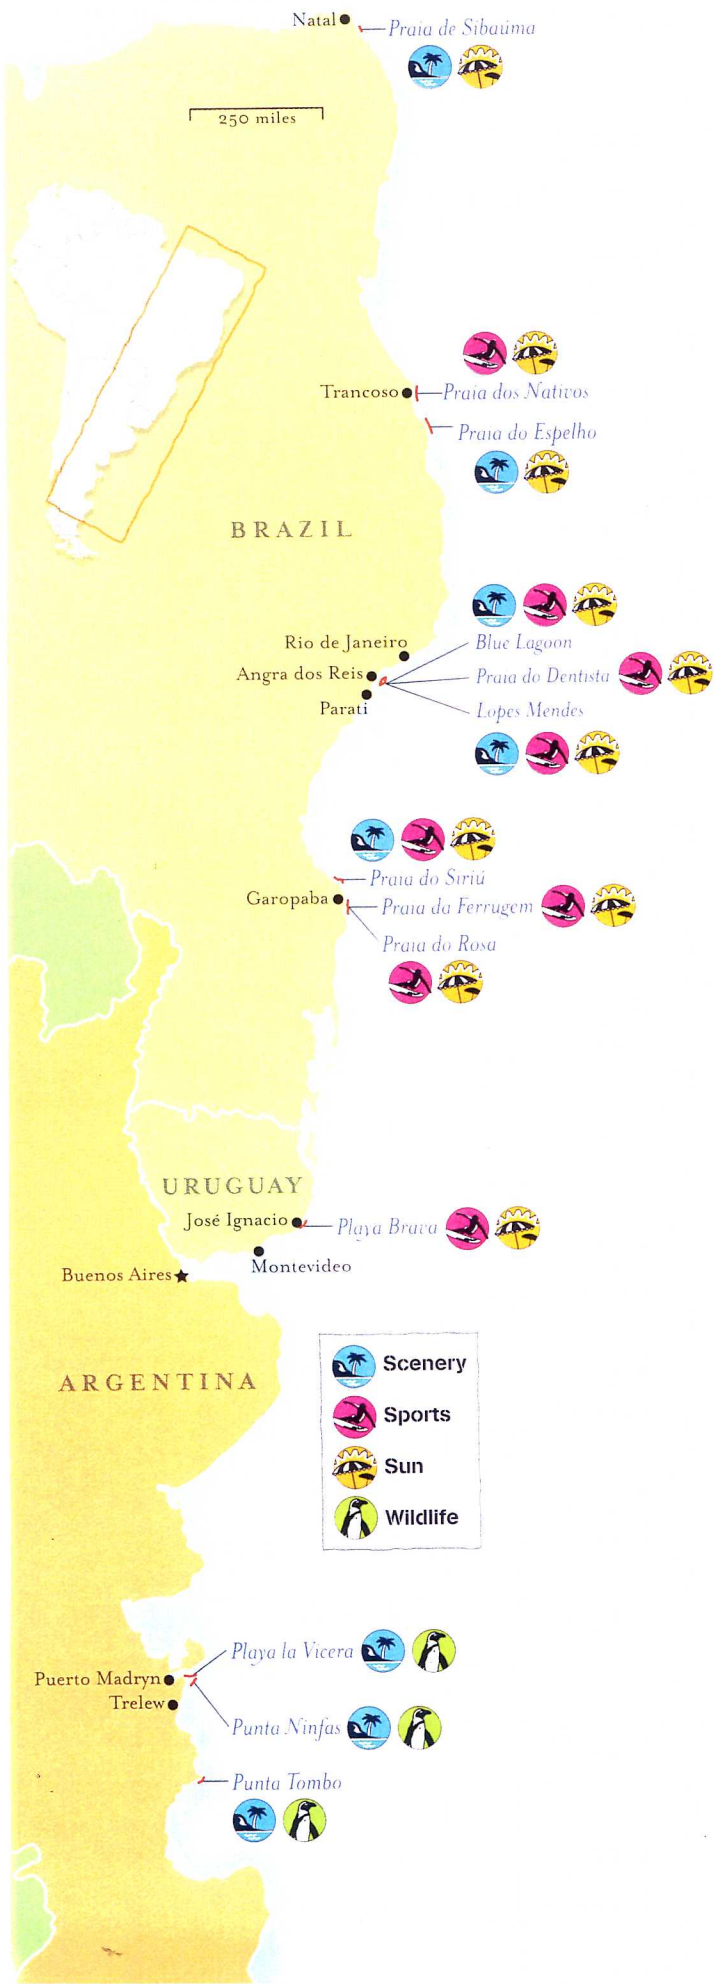 Natal
Praia de Sibaúma
250 miles
Trancoso
Praia dos Nativos
Praia do Espelho
BRAZIL
Rio de Janeiro
Blue Lagoon
Angra dos Reis
Praia do Dentista
Parati
Lopes Mendes
Praia do Siriú
Garopaba
Praia da Ferrugem
Praia do Rosa
URUGUAY
José Ignacio
Playa Brava
Montevideo
Buenos Aires
ARGENTINA
Scenery
Sports
Sun
Wildlife
Playa la Vicera
Puerto Madryn
Trelew
Punta Ninfas
Punta Tombo